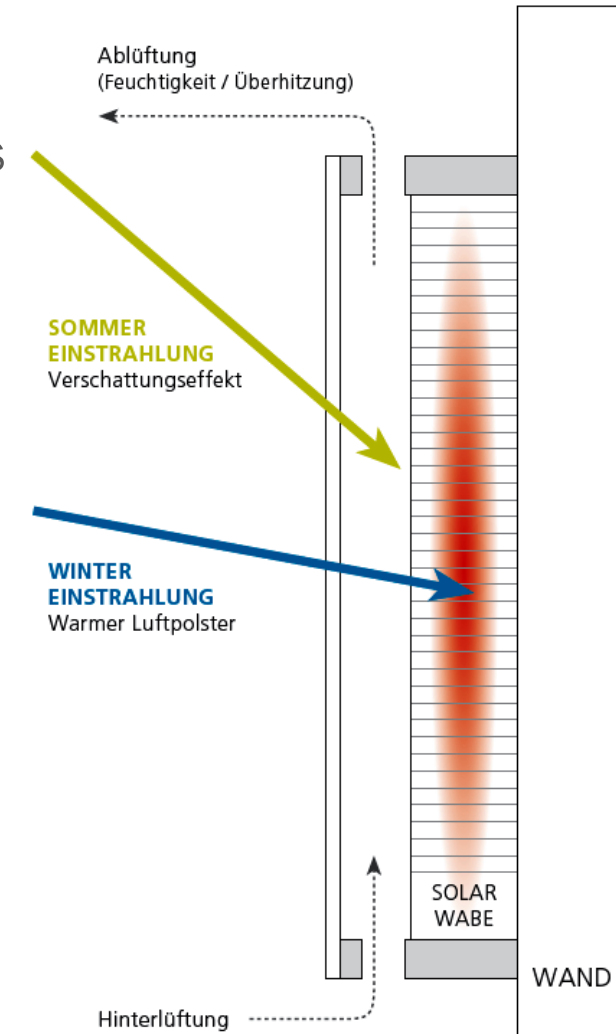 Ablüftung
(Feuchtigkeit / Überhitzung)
s
SOMMER
EINSTRAHLUNG
Verschattungseffekt
WINTER
EINSTRAHLUNG
Warmer Luftpolster
SOLAR
WABE
WAND
Hinterlüftung